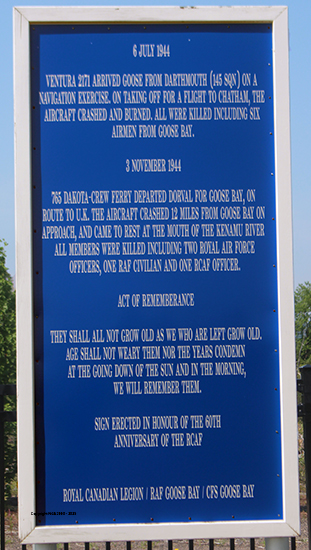 6 JULY 1944
VENTURA 2171 ARRIVED GOOSE FROM DARTHMOUTH (145 SQN) ON A
NAVIGATION EXERCISE. ON TAKING OFF FOR A FLIGHT TO CHATHAM, THE
AIRCRAFT CRASHED AND BURNED. ALL WERE KILLED INCLUDING SIX
AIRMEN FROM GOOSE BAY.
3 NOVEMBER 1944
765 DAKOTA-CREW FERRY DEPARTED DORVAL FOR GOOSE BAY, ON
ROUTE TO U.K. THE AIRCRAFT CRASHED 12 MILES FROM GOOSE BAY ON
APPROACH, AND CAME TO REST AT THE MOUTH OF THE KENAMU RIVER
ALL MEMBERS WERE KILLED INCLUDING TWO ROYAL AIR FORCE
OFFICERS, ONE RAF CIVILIAN AND ONE RCAF OFFICER.
ACT OF REMEMBERANCE
THEY SHALL ALL NOT GROW OLD AS WE WHO ARE LEFT GROW OLD.
AGE SHALL NOT WEARY THEM NOR THE YEARS CONDEMN
AT THE GOING DOWN OF THE SUN AND IN THE MORNING,
WE WILL REMEMBER THEM.
SIGN ERECTED IN HONOUR OF THE 60TH
ANNIVERSARY OF THE RCAF
ROYAL CANADIAN LEGION / RAF GOOSE BAY / CFS GOOSE BAY